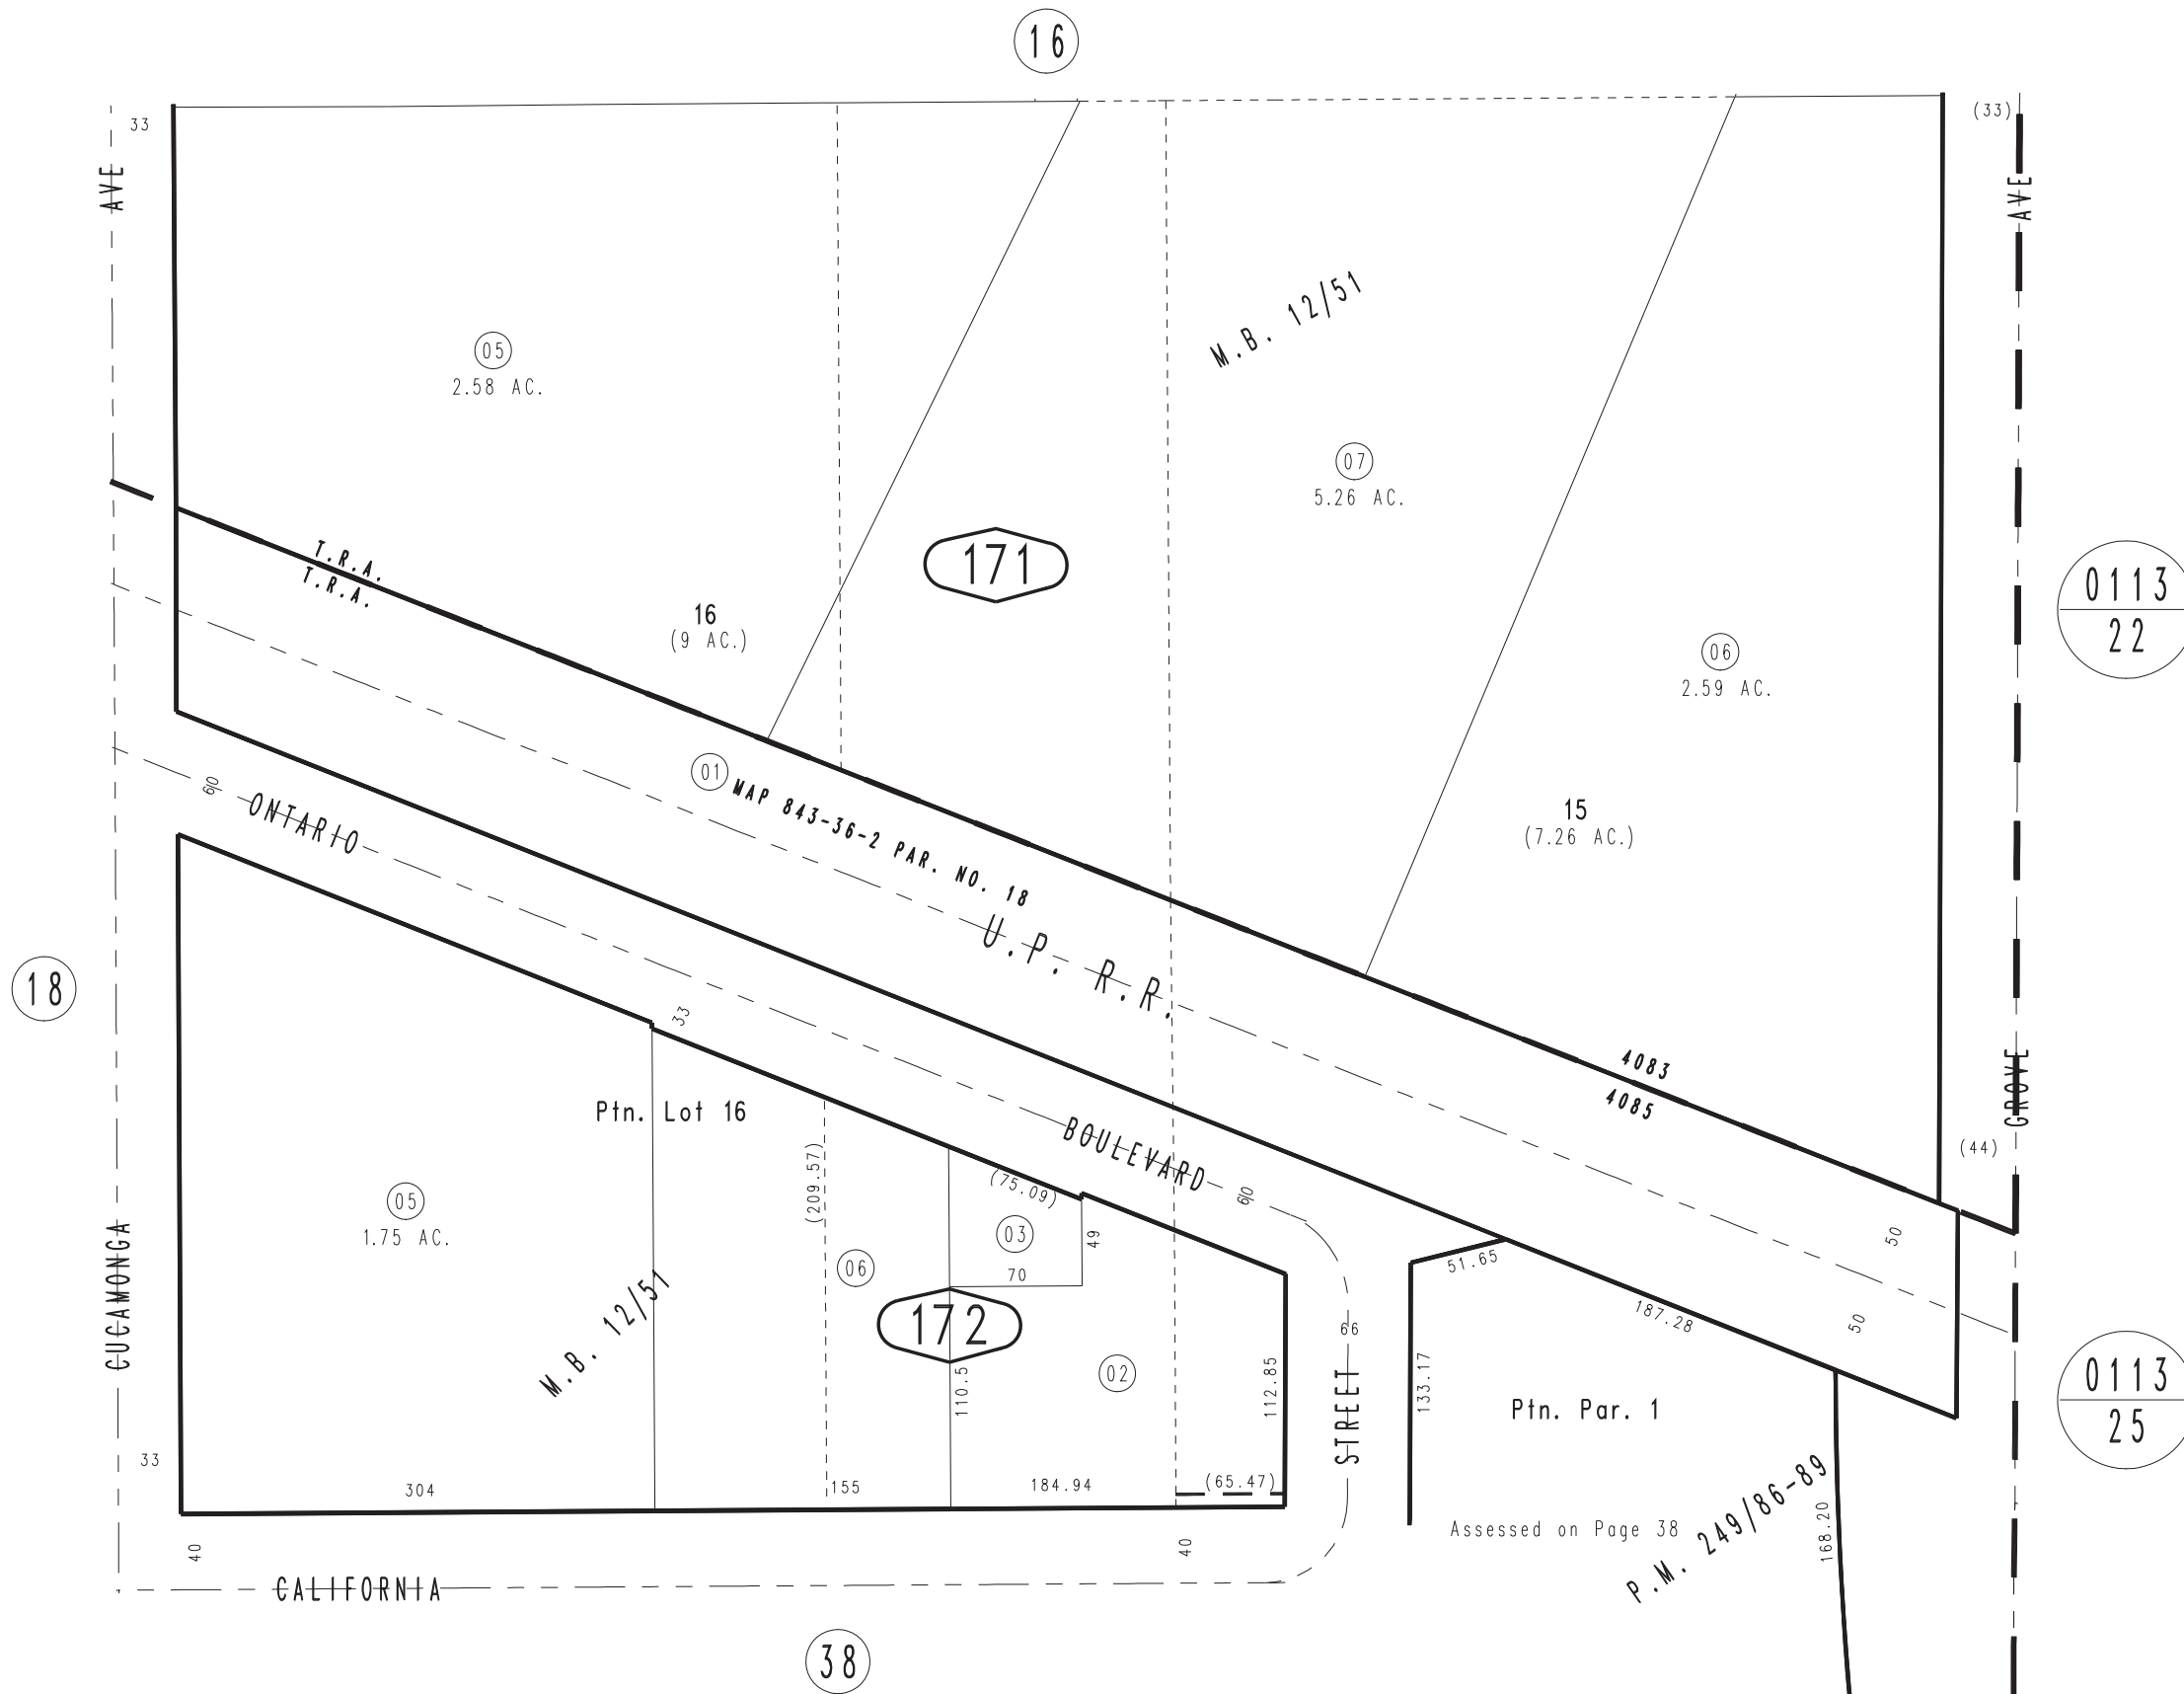 16
33
(33)
AVE
AVE
M.B. 12/51
05
2.58 AC.
07
5.26 AC.
171
T.R.A.
T.R.A.
16
(9 AC.)
0113
22
06
2.59 AC.
01
MAP 843-36-2 PAR. NO. 18
60
ONTARIO
15
(7.26 AC.)
U.P. R.R.
18
33
4083
4085
GROVE
Ptn. Lot 16
BOULEVARD
(44)
(209.57)
(75.09)
60
05
1.75 AC.
03
49
50
06
70
51.65
CUCAMONGA
M.B. 12/51
172
66
187.28
50
02
110.5
112.85
STREET
133.17
Ptn. Par. 1
0113
25
33
304
155
184.94
(65.47)
Assessed on Page 38
P.M. 249/86-89
168.20
40
40
CALIFORNIA
38